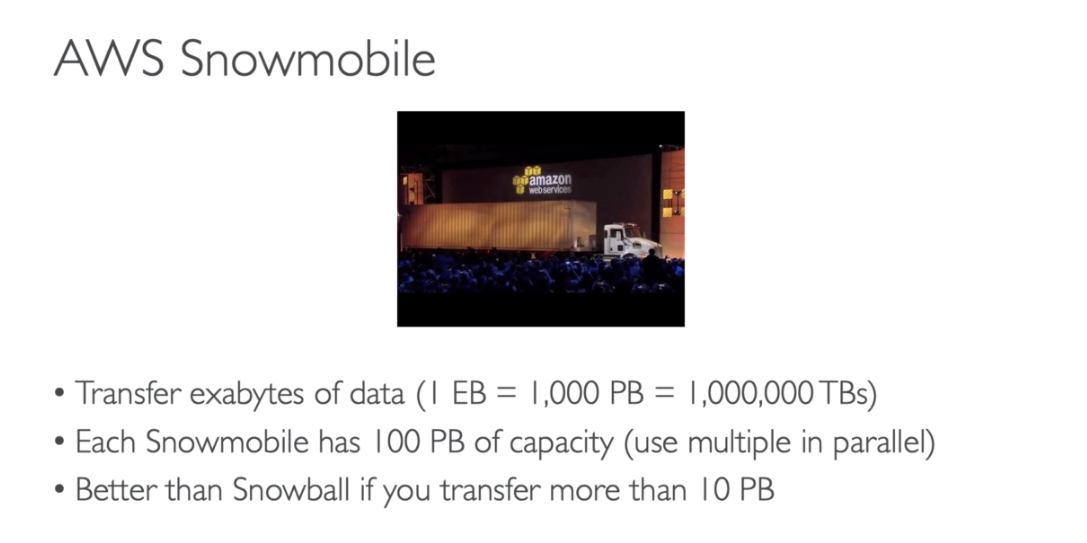 AWS Snowmobile
amazon
webservices
• Transfer exabytes of data (1 EB = 1,000 PB = 1,000,000 TBs)
• Each Snowmobile has 100 PB of capacity (use multiple in parallel)
• Better than Snowball if you transfer more than 10 PB